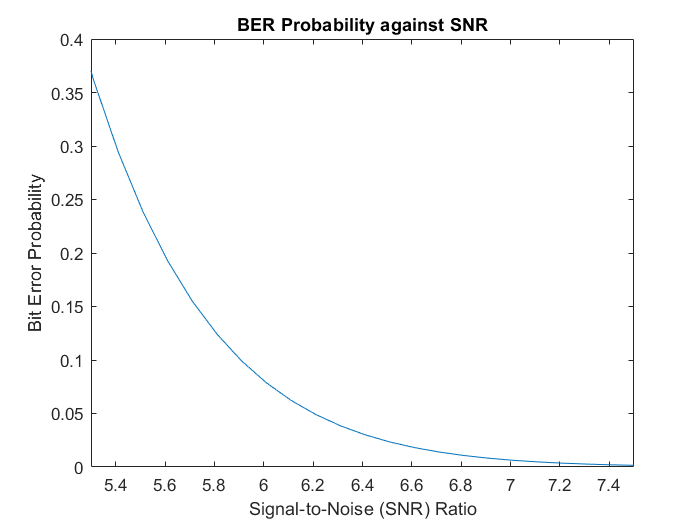 BER Probability against SNR
0.4
0.35
0.3
0.25
0.2
0.15
0.1
0.05
0
Bit Error Probability
5.4 5.6 5.8 6 6.2 6.4 6.6 6.8 7 7.2 7.4
Signal-to-Noise (SNR) Ratio